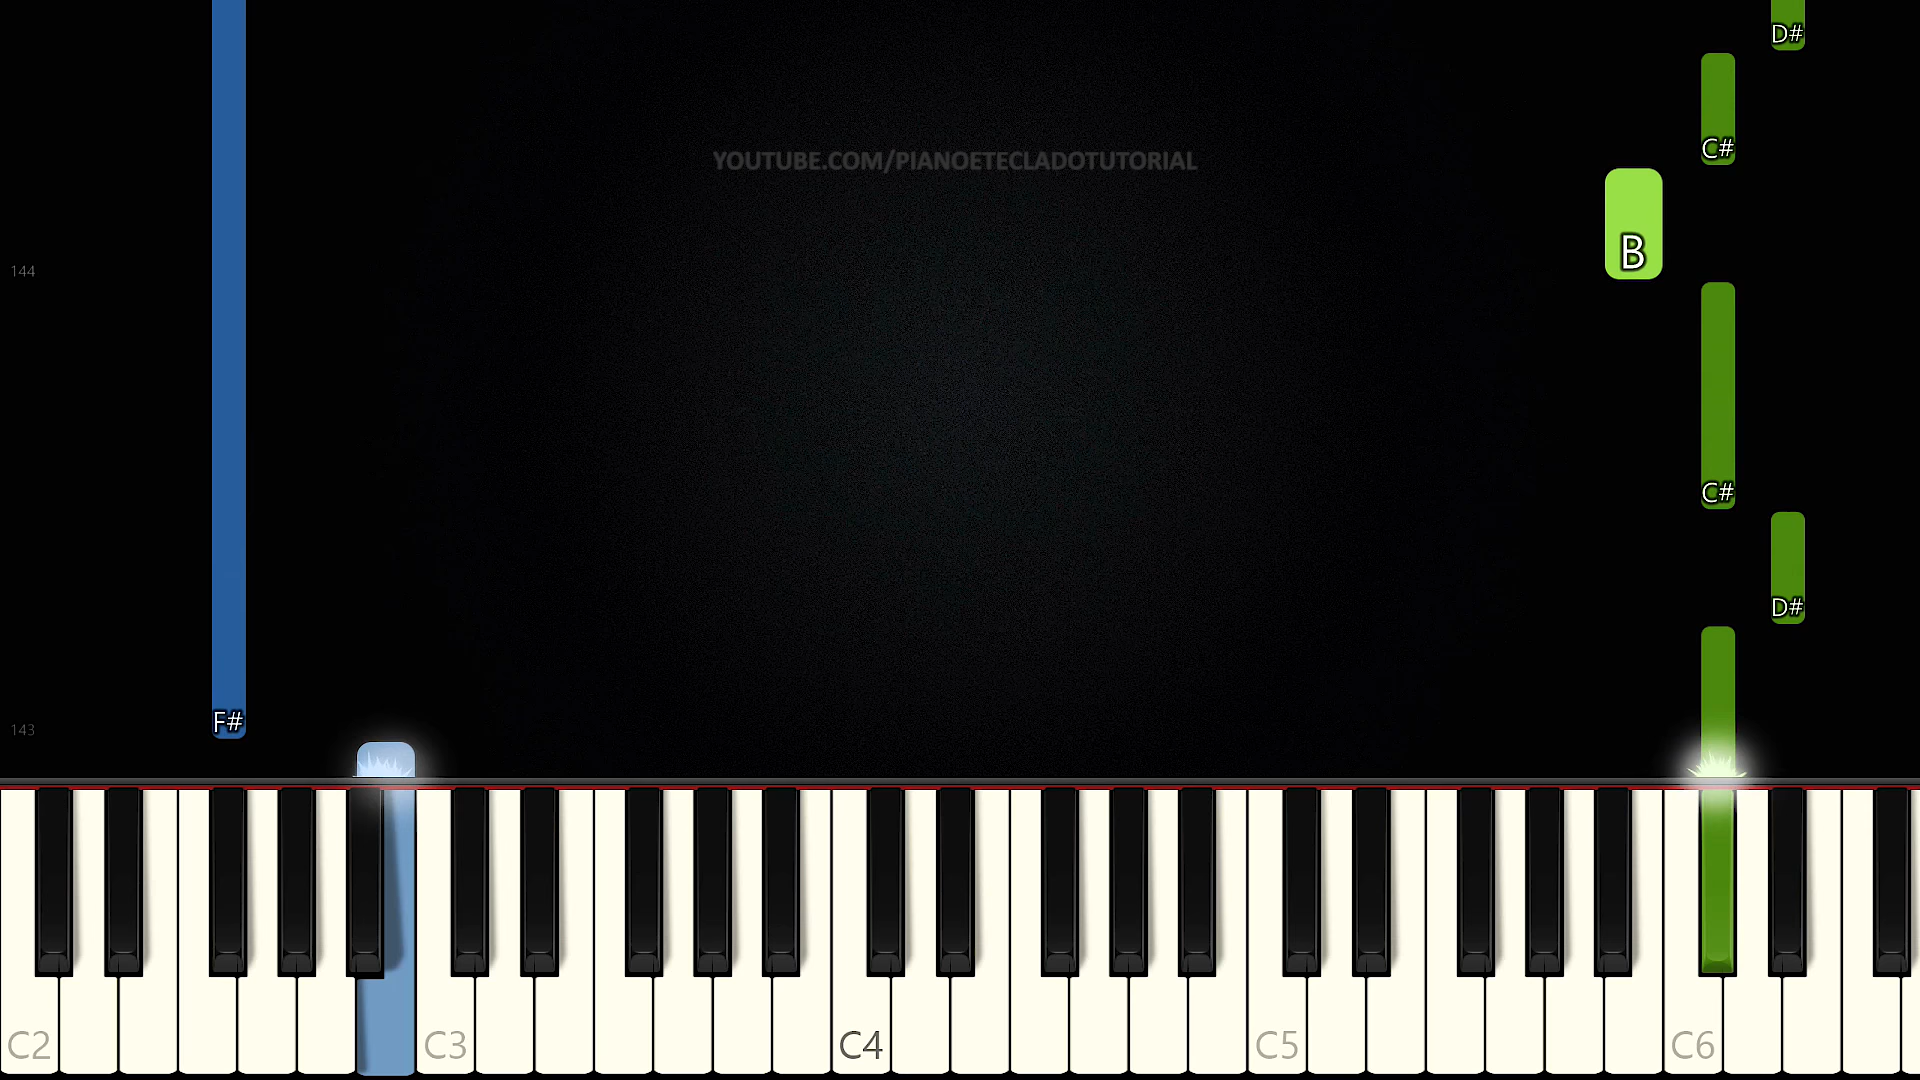 D#
C#
YOUTUBE.COM/PIANOETECLADOTUTORIAL
B
144
C#
D#
F#
143
C2 C3 C4 C5 C6